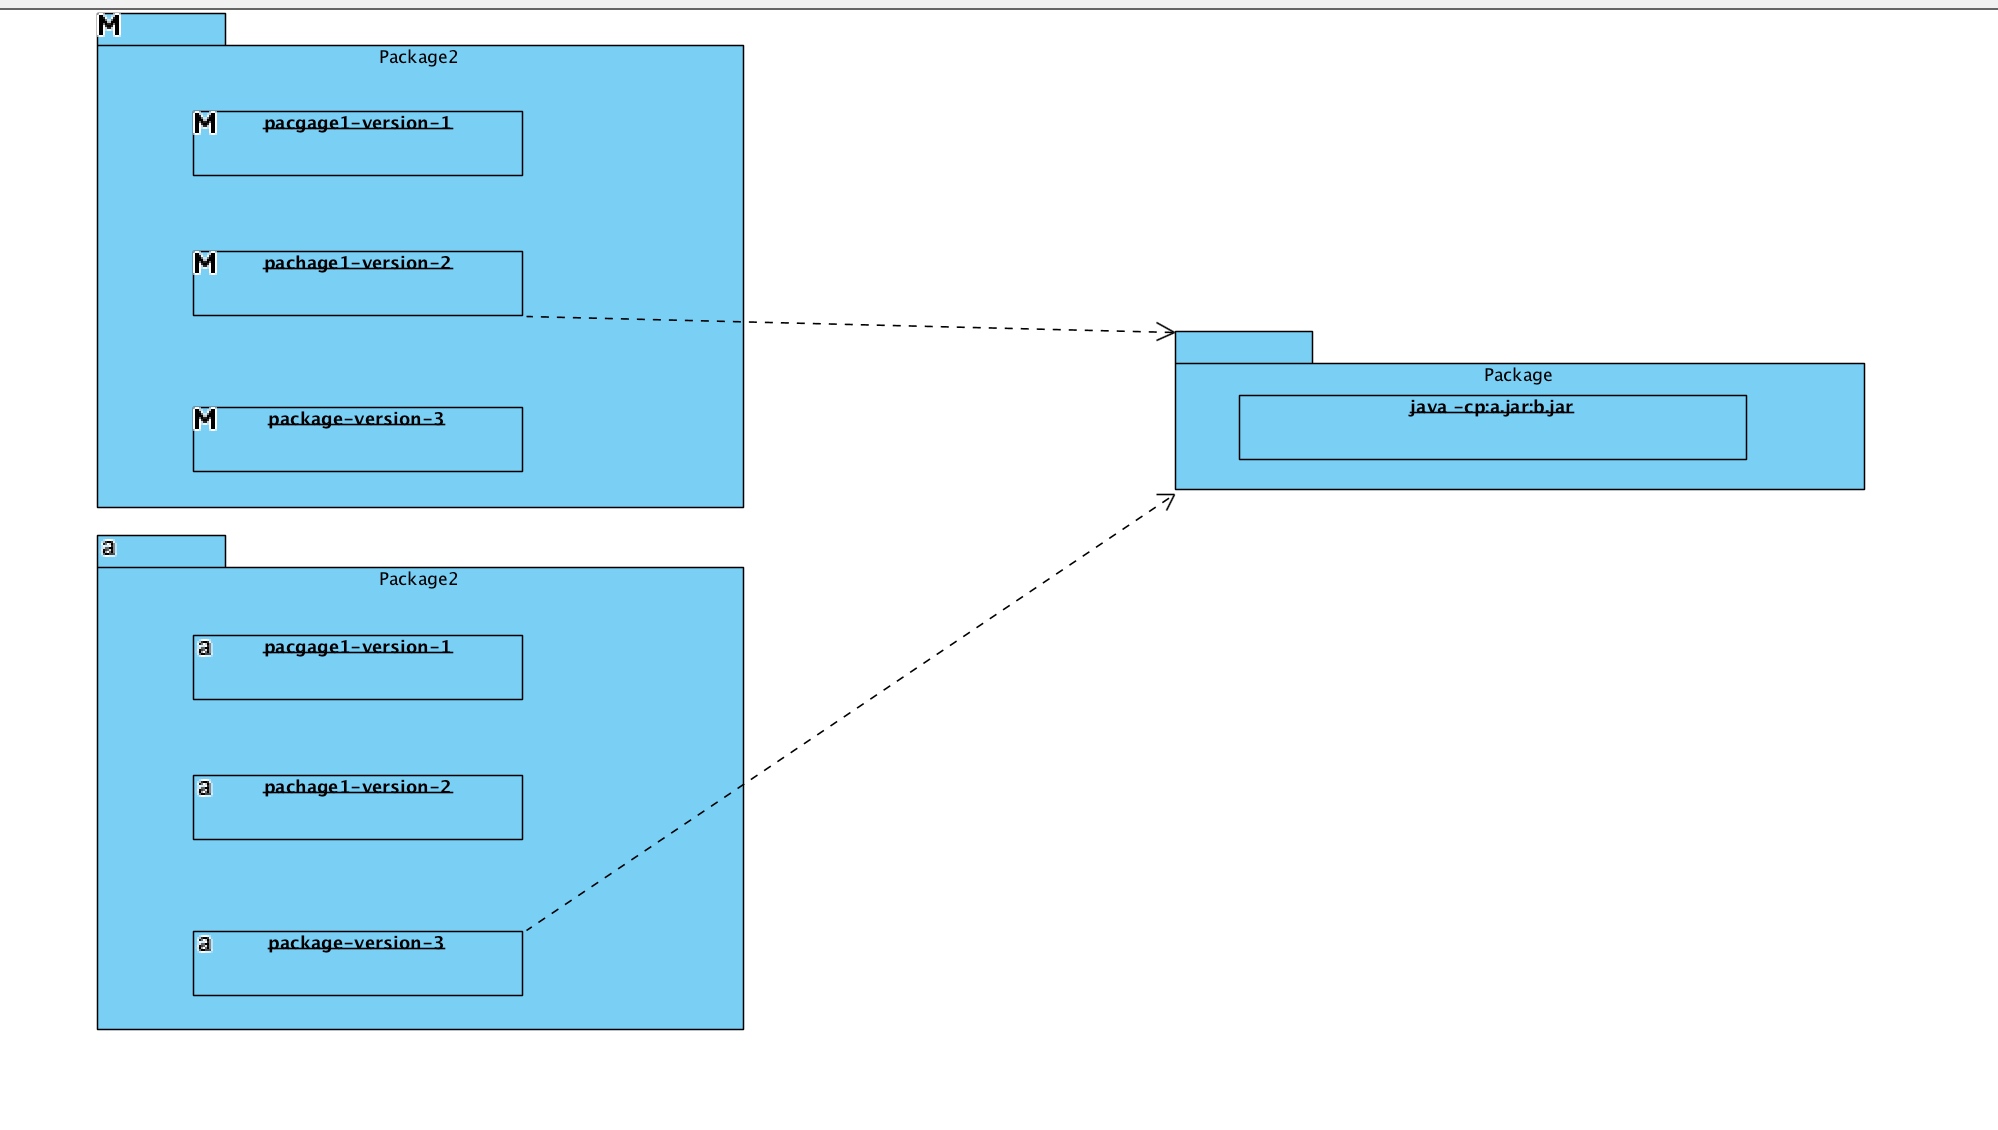 M
Package2
M pacgage1-version-1
M pachage1-version-2
M package-version-3
a
Package2
a pacgage1-version-1
a pachage1-version-2
a package-version-3
Package
java -cp:a.jar:b.jar